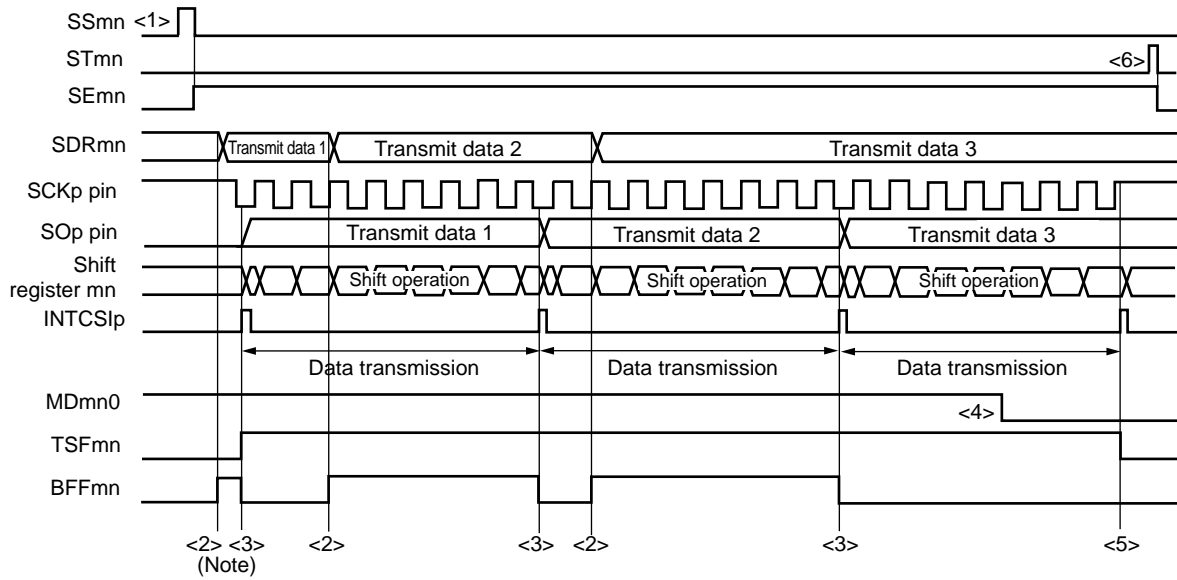 SSmn <1>
STmn <6>
SEmn
SDRmn Transmit data 1 Transmit data 2 Transmit data 3
SCKp pin
SOp pin Transmit data 1 Transmit data 2 Transmit data 3
Shift
register mn Shift operation Shift operation Shift operation
INTCSIp
Data transmission Data transmission Data transmission
MDmn0 <4>
TSFmn
BFFmn
<2> <3> <2> <3> <2> <3> <5>
(Note)